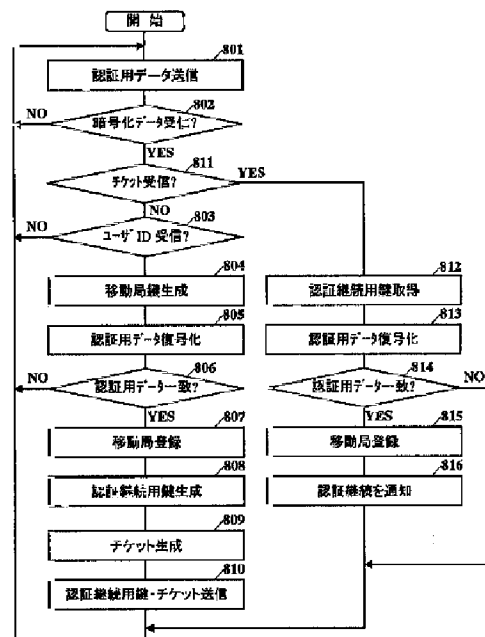 開始
801
認証用データ送信
802
NO
暗号化データ受信?
YES
811
チケット受信?
YES
NO
803
NO
ユーザID受信?
804
移動局鍵生成
812
認証継続用鍵取得
805
認証用データ復号化
813
認証用データ復号化
806
NO
認証用データ一致?
814
認証用データ一致?
NO
YES
807
移動局登録
YES
815
移動局登録
808
認証継続用鍵生成
816
認証継続を通知
809
チケット生成
810
認証継続用鍵・チケット送信